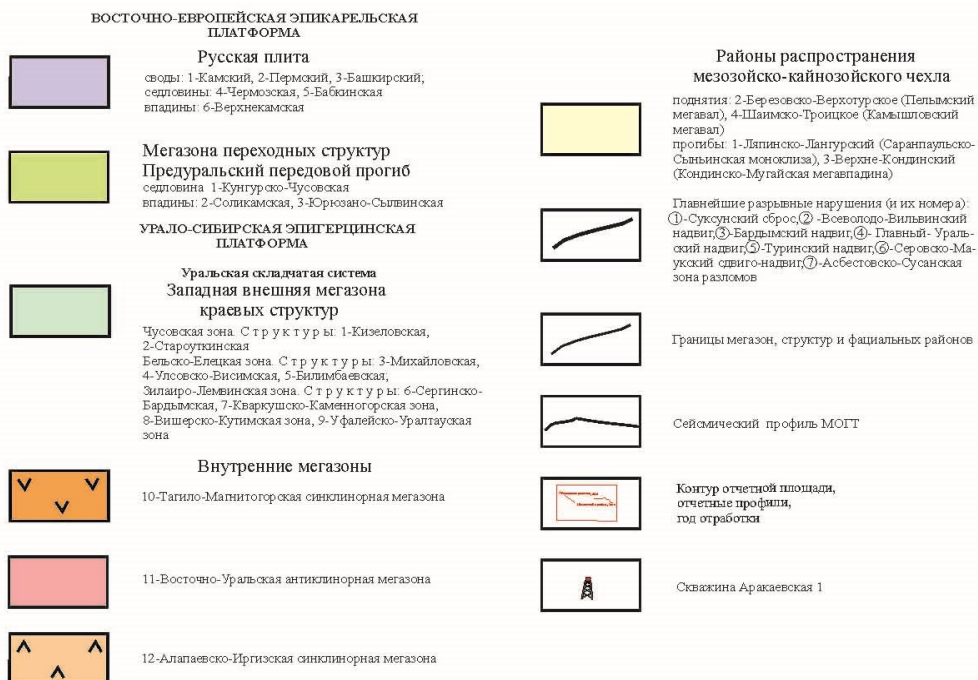 ВОСТОЧНО-ЕВРОПЕЙСКАЯ ЭПИКАРЕЛЬСКАЯ
ПЛАТФОРМА
Русская плита
своды: 1-Камский, 2-Пермский, 3-Башкирский;
седловины: 4-Чермозская, 5-Бабкинская
впадины: 6-Верхнекамская
Мегазона переходных структур
Предуральский передовой прогиб
седловина 1-Кунгурско-Чусовская
впадины: 2-Соликамская, 3-Юрюзано-Сылвинская
УРАЛО-СИБИРСКАЯ ЭПИГЕРЦИНСКАЯ
ПЛАТФОРМА
Уральская складчатая система
Западная внешняя мегазона
краевых структур
Чусовская зона. С т р у к т у р ы: 1-Кизеловская,
2-Староуткинская
Бельско-Елецкая зона. С т р у к т у р ы: 3-Михайловская,
4-Улсовско-Висимская, 5-Билимбаевская;
Зилаиро-Лемвинская зона. С т р у к т у р ы: 6-Сергинско-
Бардымская, 7-Кваркушско-Каменногорская зона,
8-Вишерско-Кутимская зона, 9-Уфалейско-Уралтауская
зона
Внутренние мегазоны
10-Тагило-Магнитогорская синклинорная мегазона
11-Восточно-Уральская антиклинорная мегазона
12-Алапаевско-Иргизская синклинорная мегазона
Районы распространения
мезозойско-кайнозойского чехла
поднятия: 2-Березовско-Верхотурское (Пелымский
мегавал), 4-Шаимско-Троицкое (Камышловский
мегавал)
прогибы: 1-Ляпинско-Лангурский (Саранпаульско-
Сыньинская моноклиза), 3-Верхне-Кондинский
(Кондинско-Мугайская мегавпадина)
Главнейшие разрывные нарушения (и их номера):
①-Суксунский сброс,② -Всеволодо-Вильвинский
надвиг,③-Бардымский надвиг,④- Главный- Ураль-
ский надвиг,⑤-Туринский надвиг,⑥-Серовско-Ма-
укский сдвиго-надвиг,⑦-Асбестовско-Сусанская
зона разломов
Границы мегазон, структур и фациальных районов
Сейсмический профиль МОГТ
Контур отчетной площади,
отчетные профили,
год отработки
Скважина Аракаевская 1